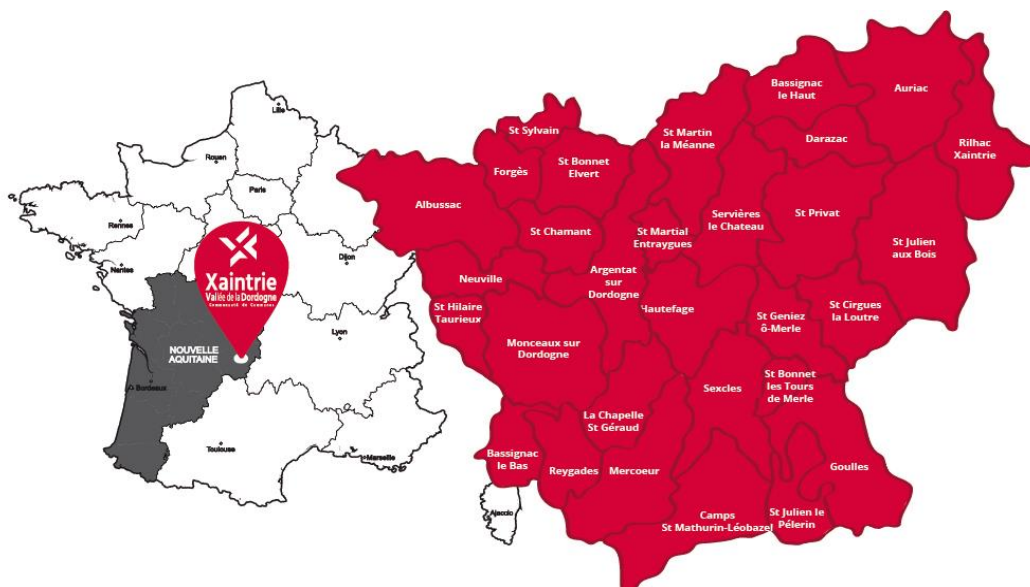 Lille
Rouen
Paris
Rennes
Nantes
Dijon
Xaintrie
Vallée de la Dordogne
Communauté de Communes
Lyon
NOUVELLE
AQUITAINE
Bordeaux
Toulouse
Marseille
Ajaccio
Bassignac
le Haut
Auriac
St Sylvain
St Martin
la Méanne
Darazac
Rilhac
Xaintrie
Forgès
St Bonnet
Elvert
Albussac
St Privat
Servières
le Chateau
St Chamant
St Martial
Entraygues
St Julien
aux Bois
Neuville
Argentat
sur
Dordogne
St Hilaire
Taurieux
Hautefage
St Cirgues
la Loutre
St Geniez
ô-Merle
Monceaux sur
Dordogne
Sexcles
St Bonnet
les Tours
de Merle
La Chapelle
St Géraud
Bassignac
le Bas
Reygades
Mercoeur
Goulles
Camps
St Mathurin-Léobazel
St Julien le
Pélerin